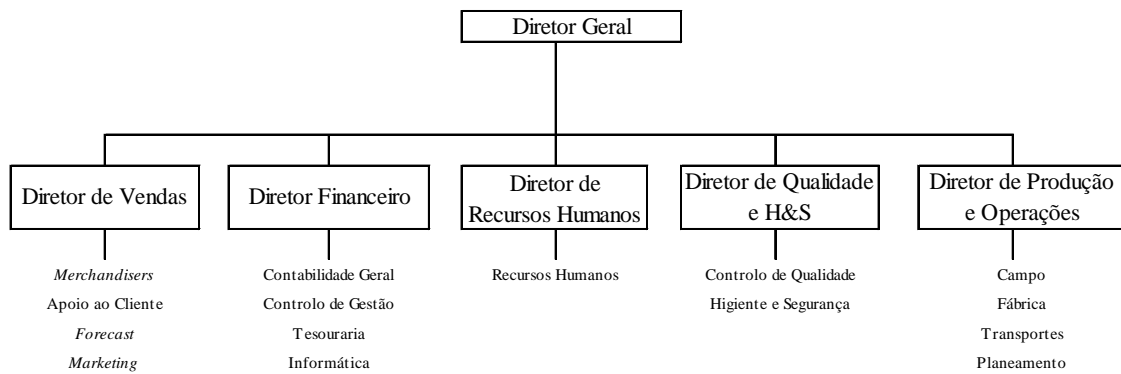 Diretor Geral
Diretor de Vendas
Diretor Financeiro
Diretor de
Recursos Humanos
Diretor de Qualidade
e H&S
Diretor de Produção
e Operações
Merchandisers
Apoio ao Cliente
Forecast
Marketing
Contabilidade Geral
Controlo de Gestão
Tesouraria
Informática
Recursos Humanos
Controlo de Qualidade
Higiente e Segurança
Campo
Fábrica
Transportes
Planeamento